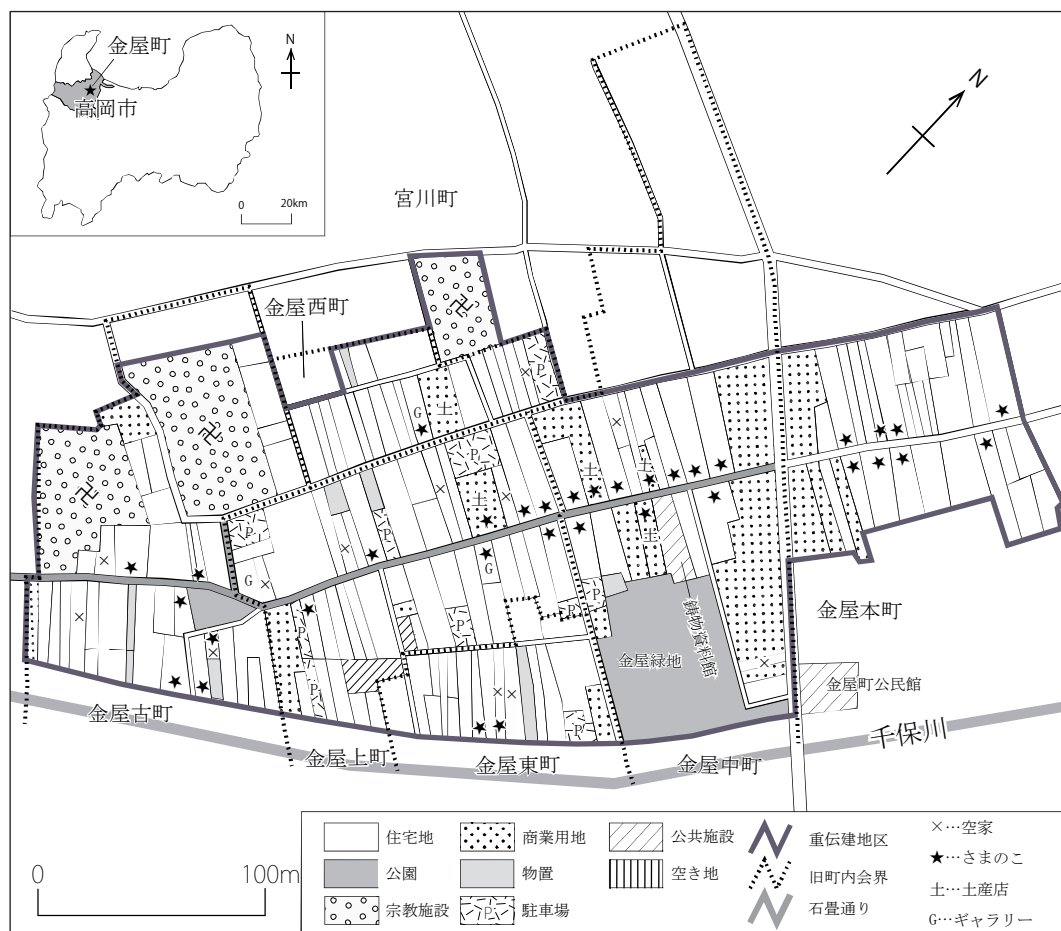 金屋町
N
高岡市
0 20km
N
宮川町
金屋西町
P
G
土
P
土
土
P
土
P
土
G
G
P
P
P
P
鋳物資料館
金屋緑地
金屋本町
金屋町公民館
P
P
千保川
金屋古町
金屋上町
金屋東町
金屋中町
0 100m
住宅地
商業用地
公共施設
公園
物置
空き地
宗教施設
P
駐車場
重伝建地区
旧町内会界
石畳通り
×…空家
★…さまのこ
土…土産店
G…ギャラリー